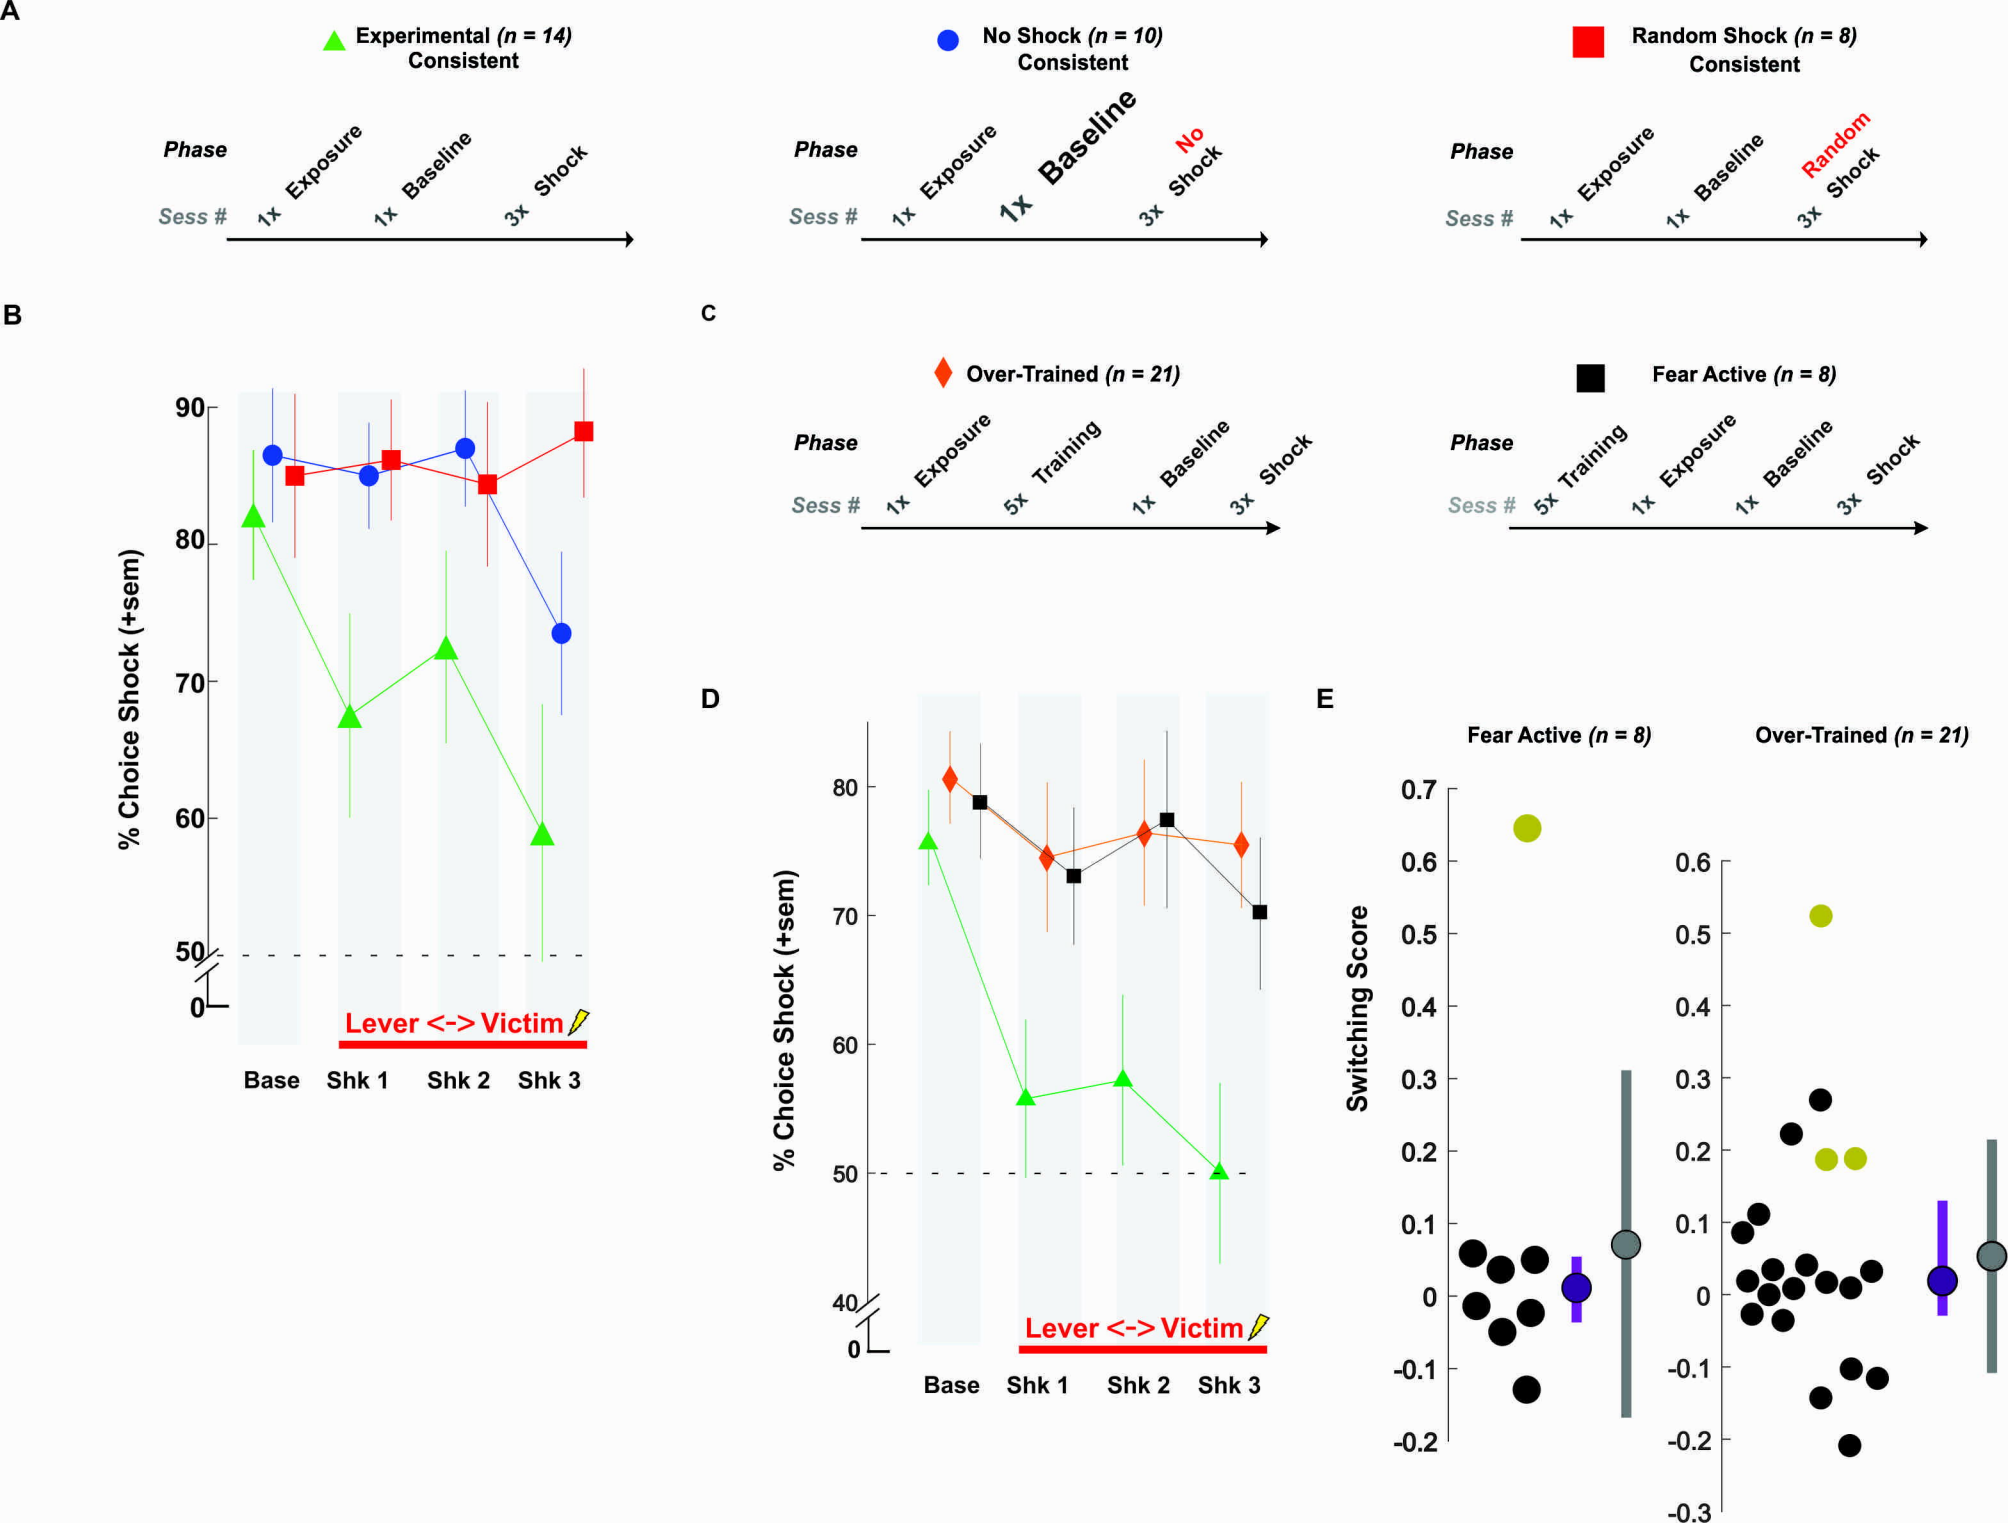 A
Experimental (n = 14)
Consistent
Phase
Exposure
Baseline
Shock
Sess #
1x
1x
3x
No Shock (n = 10)
Consistent
Phase
Exposure
Baseline
No
Shock
Sess #
1x
1x
3x
Random Shock (n = 8)
Consistent
Phase
Exposure
Baseline
Random
Shock
Sess #
1x
1x
3x
B
% Choice Shock (+sem)
90
80
70
60
50
0
Lever <-> Victim
Base
Shk 1
Shk 2
Shk 3
C
Over-Trained (n = 21)
Phase
Exposure
Training
Baseline
Shock
Sess #
1x
5x
1x
3x
Fear Active (n = 8)
Phase
Training
Exposure
Baseline
Shock
Sess #
5x
1x
1x
3x
D
% Choice Shock (+sem)
80
70
60
50
40
0
Lever <-> Victim
Base
Shk 1
Shk 2
Shk 3
E
Fear Active (n = 8)
Switching Score
0.7
0.6
0.5
0.4
0.3
0.2
0.1
0
-0.1
-0.2
Over-Trained (n = 21)
0.6
0.5
0.4
0.3
0.2
0.1
0
-0.1
-0.2
-0.3